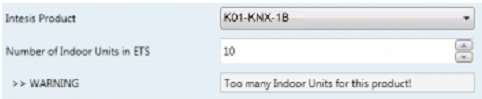 Intesis Product K01-KNX-1B
Number of Indoor Units in ETS 10
>> WARNING Too many Indoor Units for this product!